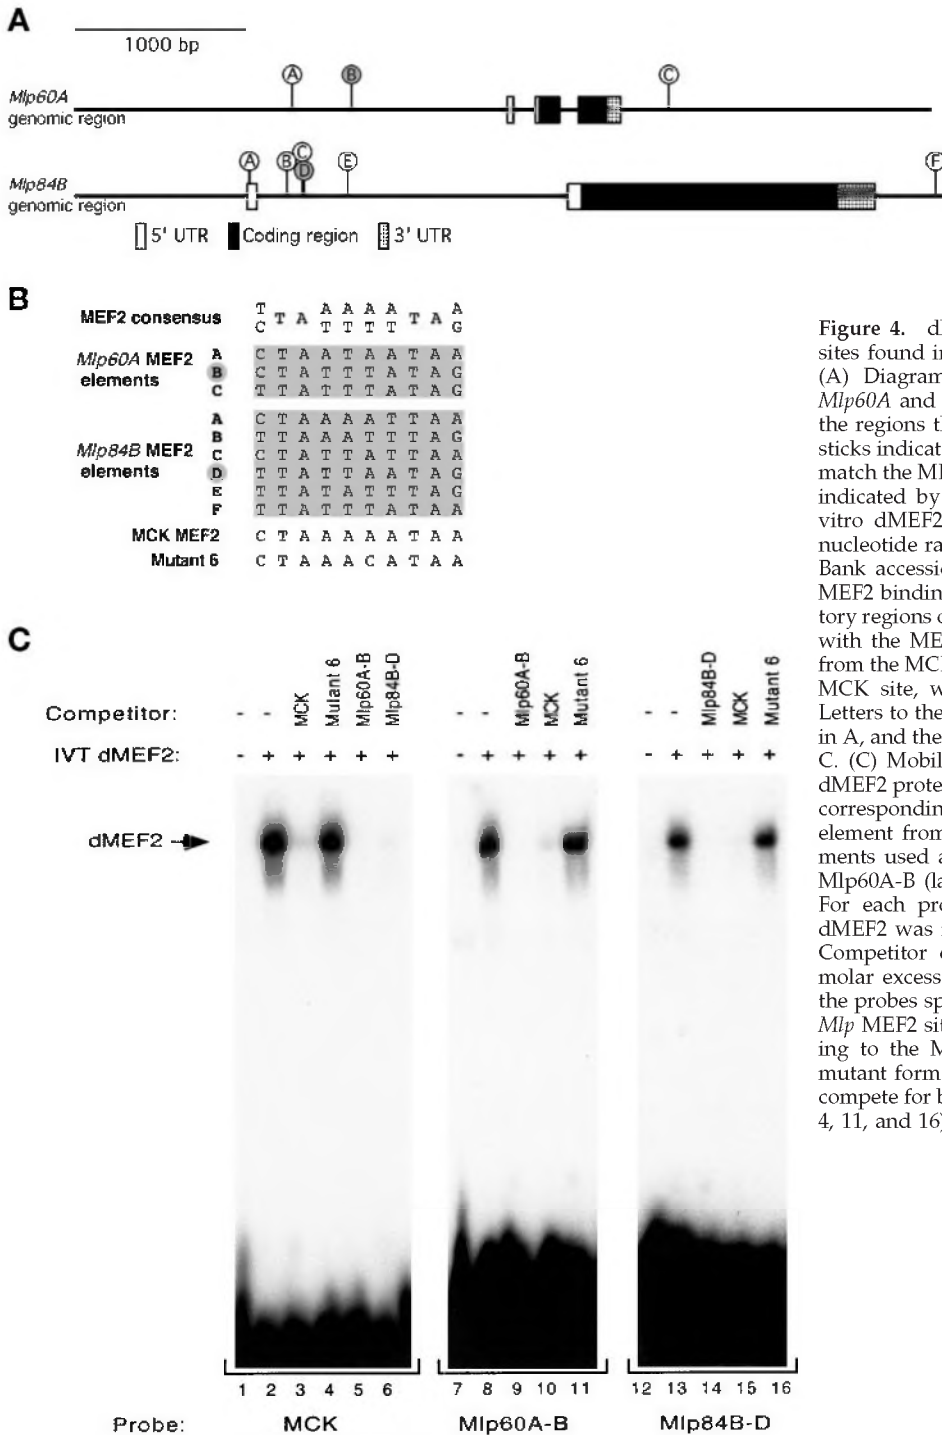 A
1000 bp
A B C
Mlp60A
genomic region
C
A B D E F
Mlp84B
genomic region
5' UTR Coding region 3' UTR
B
MEF2 consensus
T A A A A A
T A T A
C T T T T G
Mlp60A MEF2 elements
A C T A A T A A T A A
B C T A T T T A T A G
C T T A T T T A T A G
Mlp84B MEF2 elements
A C T A A A A T T A A
B T T A A A T T T A G
C C T A T T A T T A A
D T T A T T A A T A G
E T T A T A T T T A G
F T T A T T T A T A A
MCK MEF2 C T A A A A A T A A
Mutant 6 C T A A A C A T A A
Figure 4.
sites found in
(A) Diagram
Mlp60A and
the regions th
sticks indicat
match the ME
indicated by
vitro dMEF2
nucleotide ra
Bank accessio
MEF2 bindin
tory regions o
with the ME
from the MCK
MCK site, w
Letters to the
in A, and the
C. (C) Mobil
dMEF2 prote
correspondin
element from
ments used a
Mlp60A-B (la
For each pro
dMEF2 was
Competitor
molar excess
the probes sp
Mlp MEF2 sit
ing to the M
mutant form
compete for b
4, 11, and 16)
C
Competitor: - - MCK Mutant 6 Mlp60A-B Mlp84B-D - - Mlp60A-B MCK Mutant 6 - - Mlp84B-D MCK Mutant 6
IVT dMEF2: - + + + + + - + + + + - + + + +
dMEF2
1 2 3 4 5 6 7 8 9 10 11 12 13 14 15 16
Probe: MCK Mlp60A-B Mlp84B-D